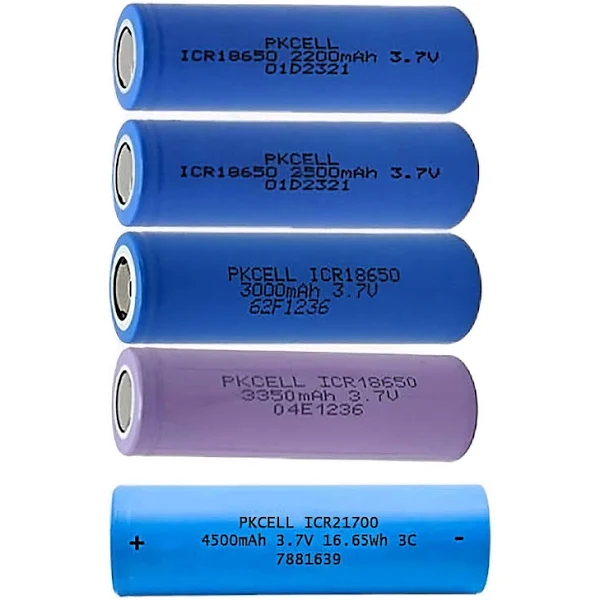 PKCELL
ICR18650 2200mAh 3.7V
01D2321
PKCELL
ICR18650 2500mAh 3.7V
01D2321
PKCELL ICR18650
3000mAh 3.7V
62F1236
PKCELL ICR18650
3350mAh 3.7V
04E1236
PKCELL ICR21700
+ 4500mAh 3.7V 16.65Wh 3C -
7881639